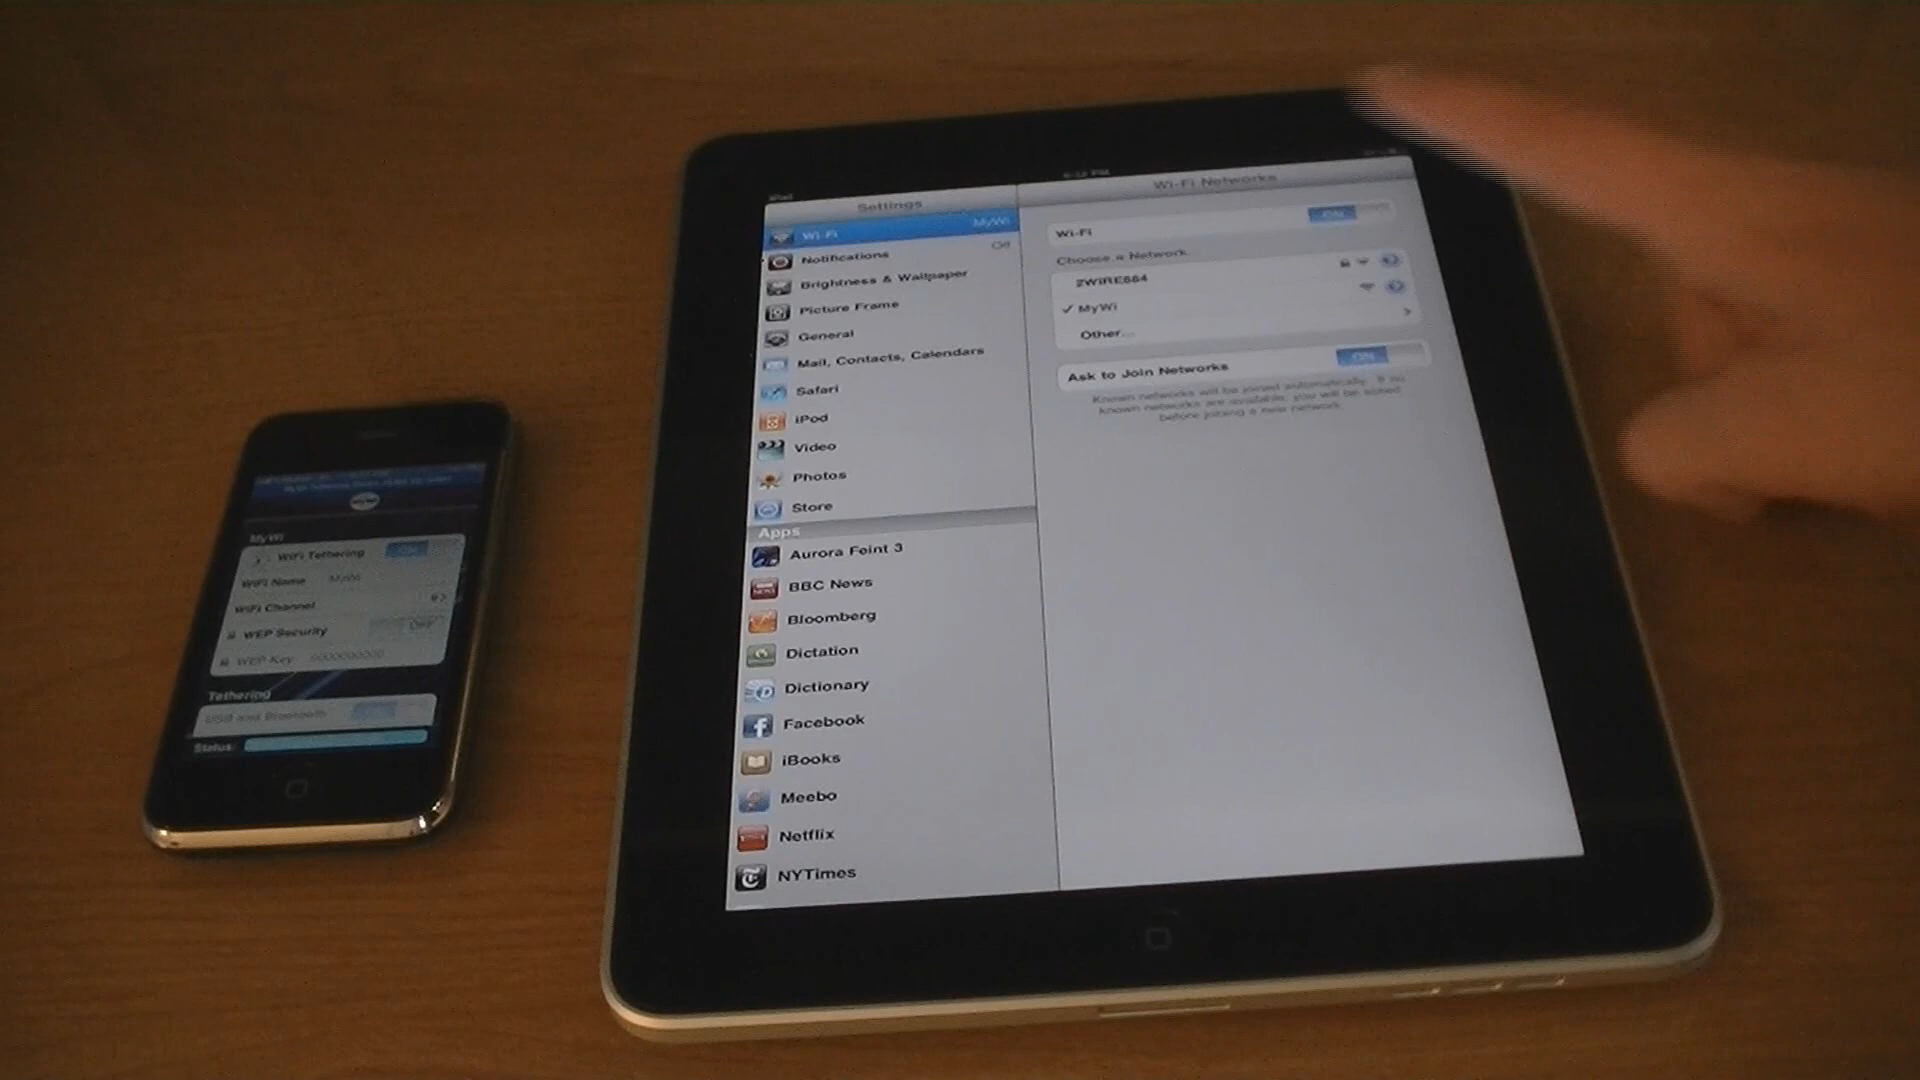 MyWi
WiFi Tethering ON
WiFi Name MyWi
WiFi Channel
WEP Security OFF
WEP Key
Tethering
USB and Bluetooth
Status:
iPad
Settings
Wi-Fi MyWi
Notifications Off
Brightness & Wallpaper
Picture Frame
General
Mail, Contacts, Calendars
Safari
iPod
Video
Photos
Store
Apps
Aurora Feint 3
BBC News
Bloomberg
Dictation
Dictionary
Facebook
iBooks
Meebo
Netflix
NYTimes
Wi-Fi Networks
Wi-Fi ON
Choose a Network...
2WIRE664
✓ MyWi
Other...
Ask to Join Networks ON
Known networks will be joined automatically. If no
known networks are available, you will be asked
before joining a new network.